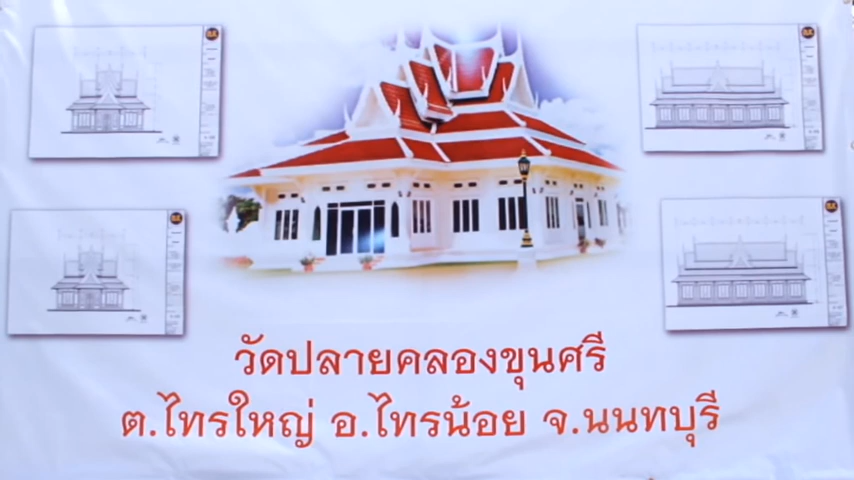 วัดปลายคลองขุนศรี
ต.ไทรใหญ่ อ.ไทรน้อย จ.นนทบุรี